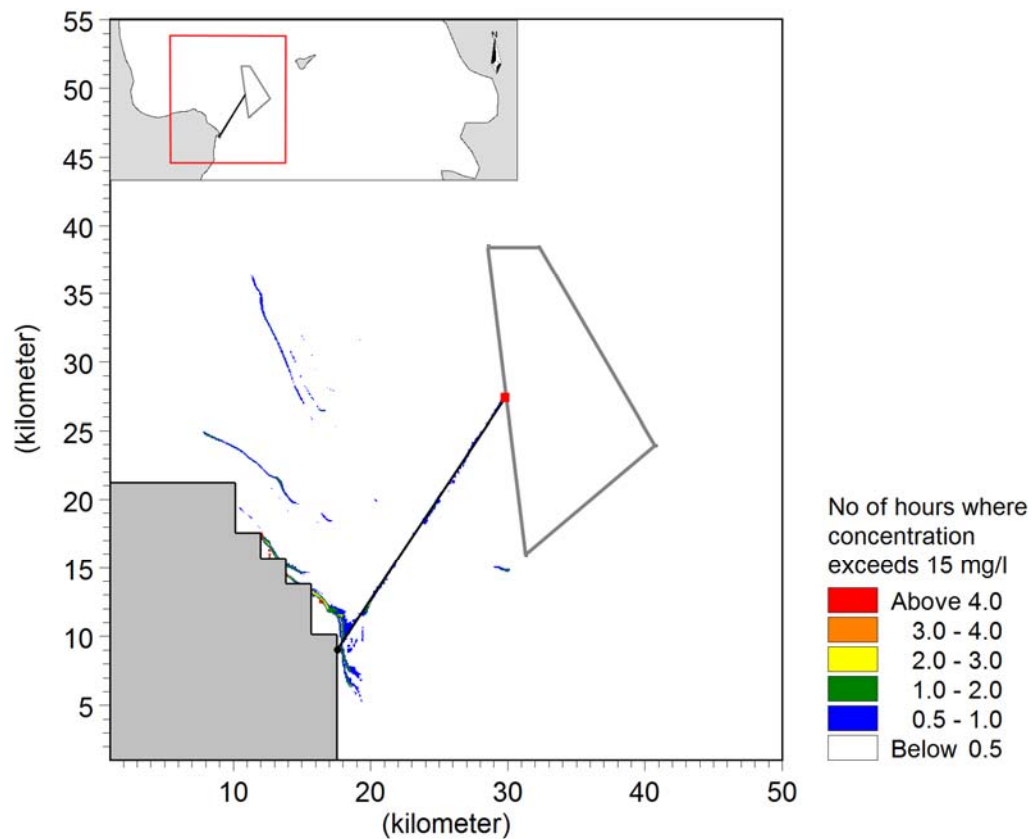 55
50
45
40
35
30
25
20
15
10
5
(kilometer)
N
10 20 30 40 50
(kilometer)
No of hours where
concentration
exceeds 15 mg/l
Above 4.0
3.0 - 4.0
2.0 - 3.0
1.0 - 2.0
0.5 - 1.0
Below 0.5